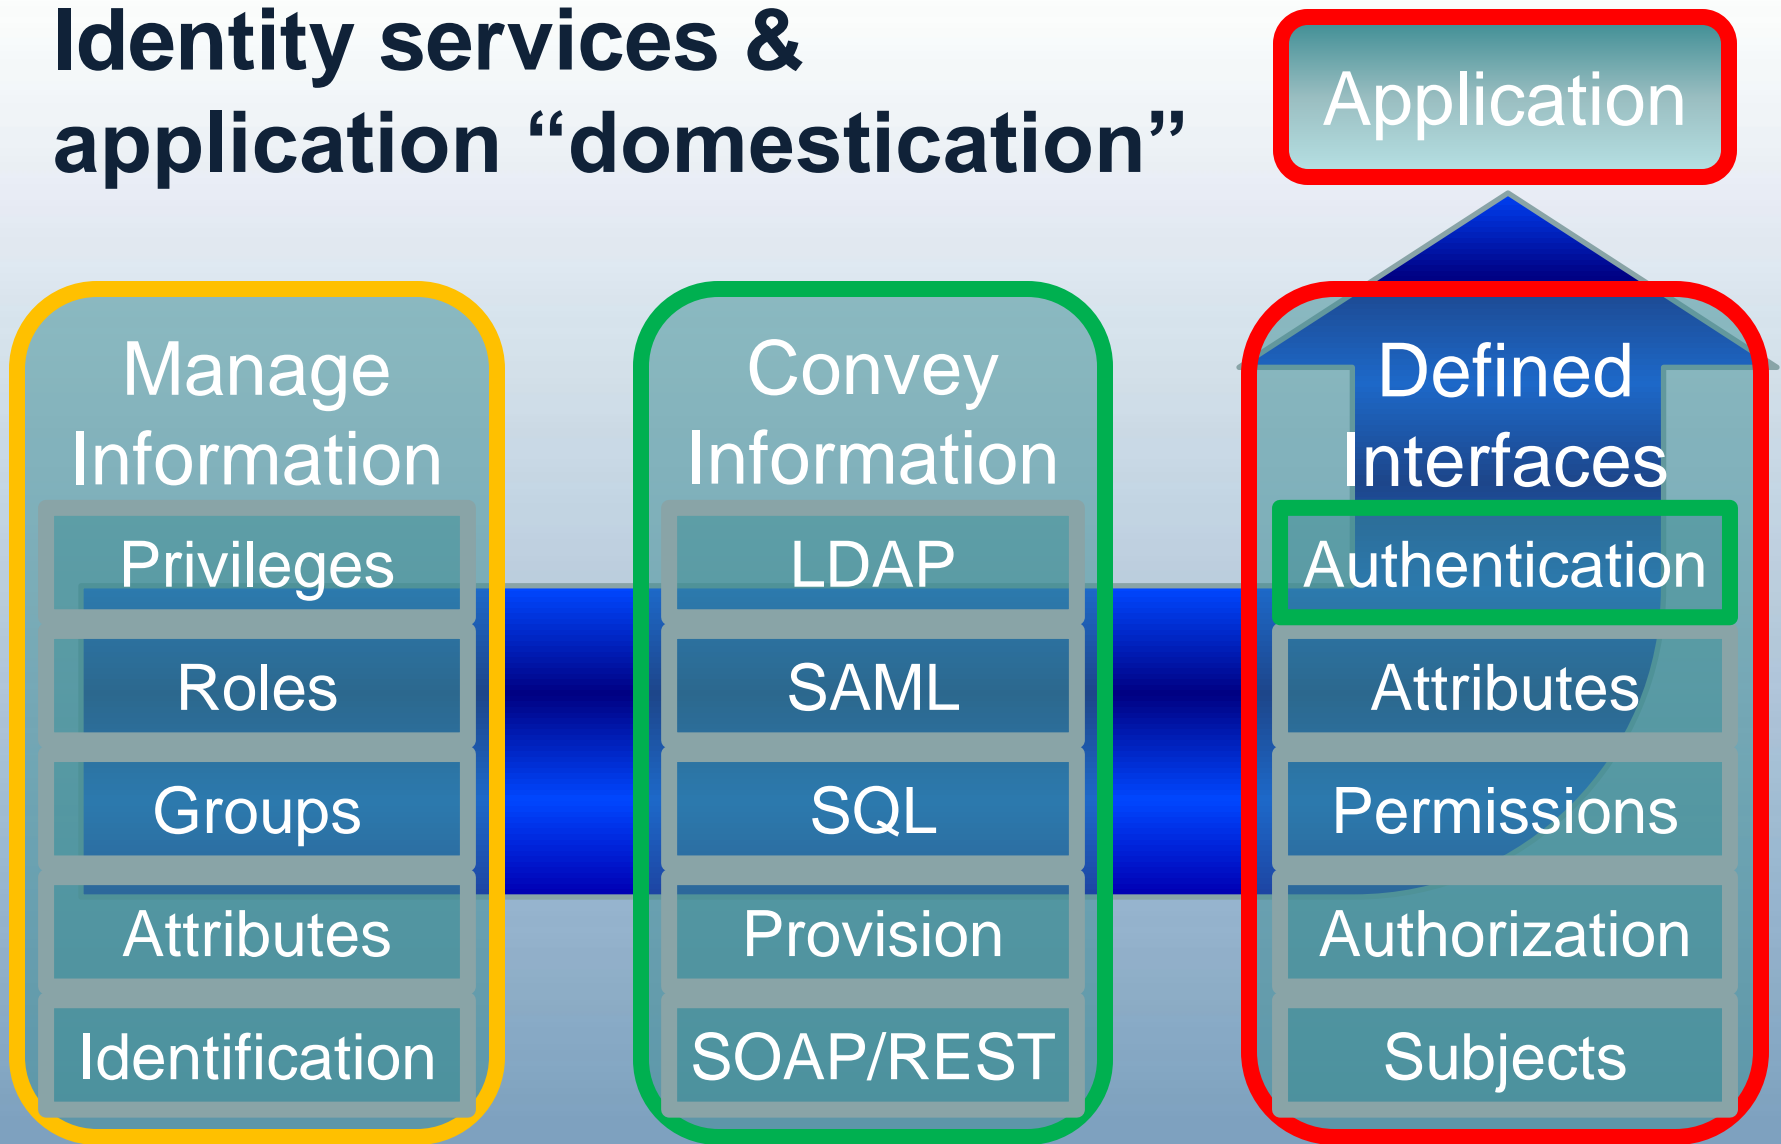 Identity services &
application “domestication”
Application
Manage
Information
Privileges
Roles
Groups
Attributes
Identification
Convey
Information
LDAP
SAML
SQL
Provision
SOAP/REST
Defined
Interfaces
Authentication
Attributes
Permissions
Authorization
Subjects